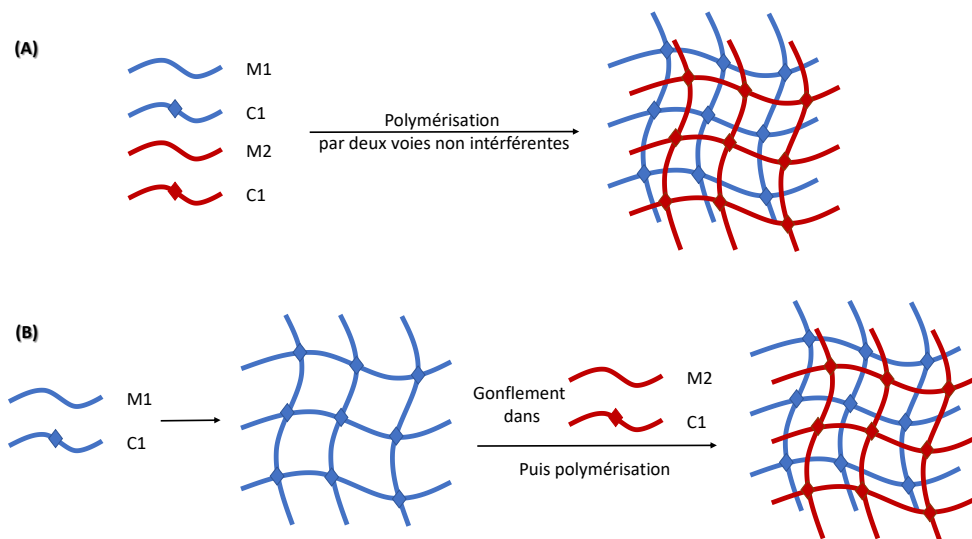 (A)
M1
C1
M2
C1
Polymérisation
par deux voies non intérférentes
(B)
M1
C1
Gonflement
dans
M2
C1
Puis polymérisation